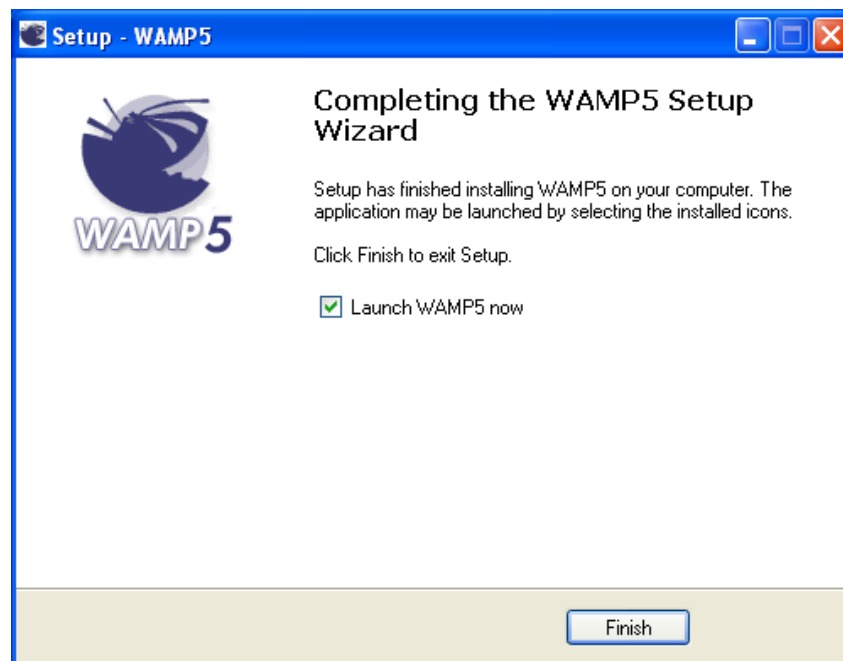 Setup - WAMP5
WAMP5
Completing the WAMP5 Setup
Wizard
Setup has finished installing WAMP5 on your computer. The
application may be launched by selecting the installed icons.
Click Finish to exit Setup.
Launch WAMP5 now
Finish